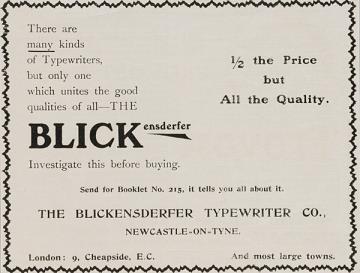 There are
many kinds
of Typewriters,
but only one
which unites the good
qualities of all—THE
BLICKensderfer
Investigate this before buying.
½ the Price
but
All the Quality.
Send for Booklet No. 215, it tells you all about it.
THE BLICKENSDERFER TYPEWRITER CO.,
NEWCASTLE-ON-TYNE.
London: 9, Cheapside, E.C. And most large towns.